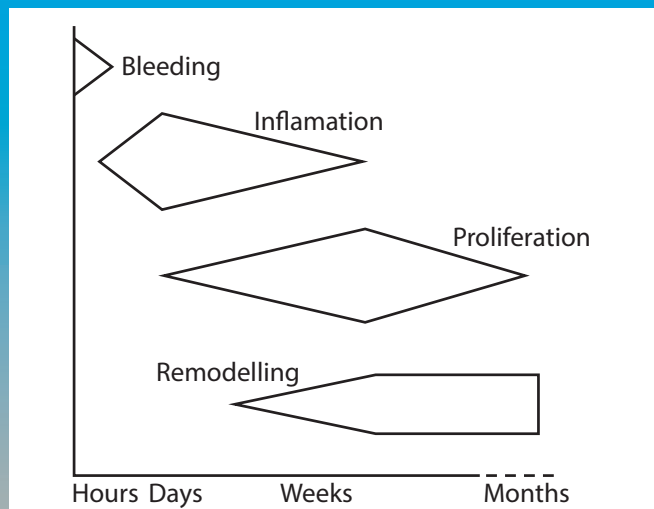 Bleeding
Inflamation
Proliferation
Remodelling
Hours Days Weeks Months